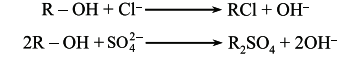 R – OH + Cl⁻ ⟶ RCl + OH⁻
2R – OH + SO₄²⁻ ⟶ R₂SO₄ + 2OH⁻